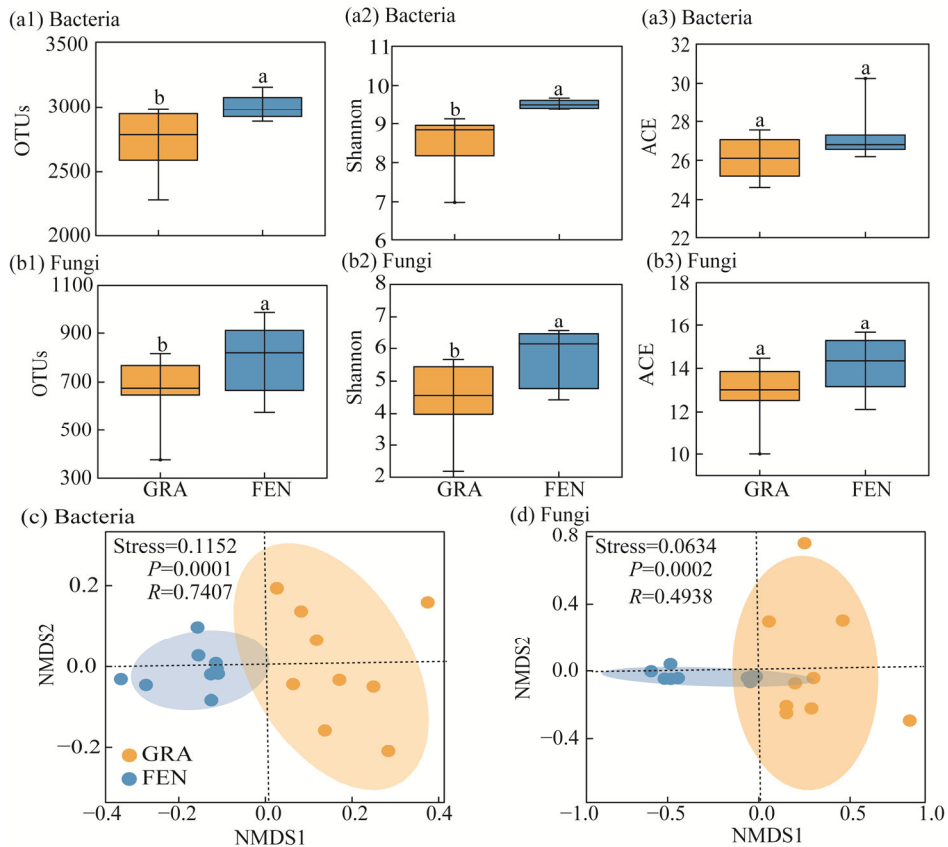 (a1) Bacteria
3500
3000
2500
2000
OTUs
b
a
(a2) Bacteria
11
10
9
8
7
6
Shannon
b
a
(a3) Bacteria
32
30
28
26
24
22
ACE
a
a
(b1) Fungi
1100
900
700
500
300
OTUs
b
a
GRA
FEN
(b2) Fungi
8
7
6
5
4
3
2
Shannon
b
a
GRA
FEN
(b3) Fungi
18
16
14
12
10
ACE
a
a
GRA
FEN
(c) Bacteria
Stress=0.1152
P=0.0001
R=0.7407
0.2
0.0
−0.2
NMDS2
GRA
FEN
−0.4
−0.2
0.0
0.2
0.4
NMDS1
(d) Fungi
Stress=0.0634
P=0.0002
R=0.4938
0.8
0.4
0.0
−0.4
NMDS2
−1.0
−0.5
0.0
0.5
1.0
NMDS1